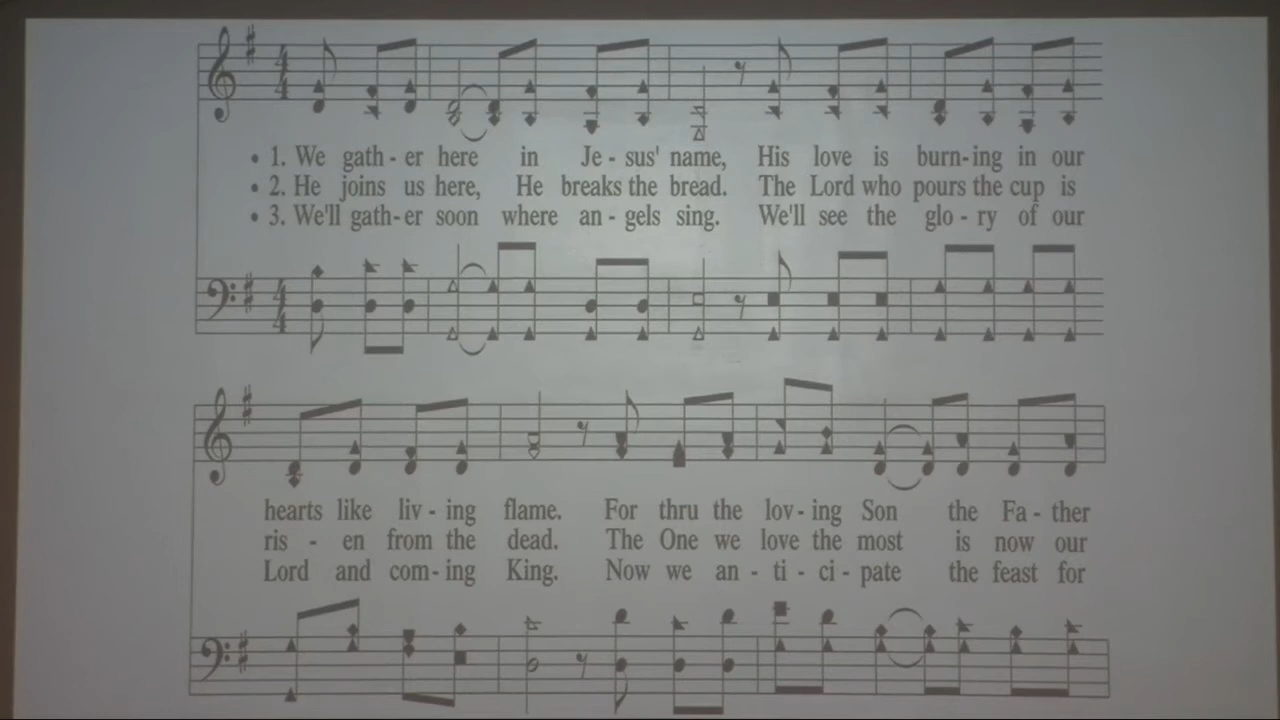 • 1. We gath - er here in Je - sus' name, His love is burn - ing in our
• 2. He joins us here, He breaks the bread. The Lord who pours the cup is
• 3. We'll gath - er soon where an - gels sing. We'll see the glo - ry of our
hearts like liv - ing flame. For thru the lov - ing Son the Fa - ther
ris - en from the dead. The One we love the most is now our
Lord and com - ing King. Now we an - ti - ci - pate the feast for